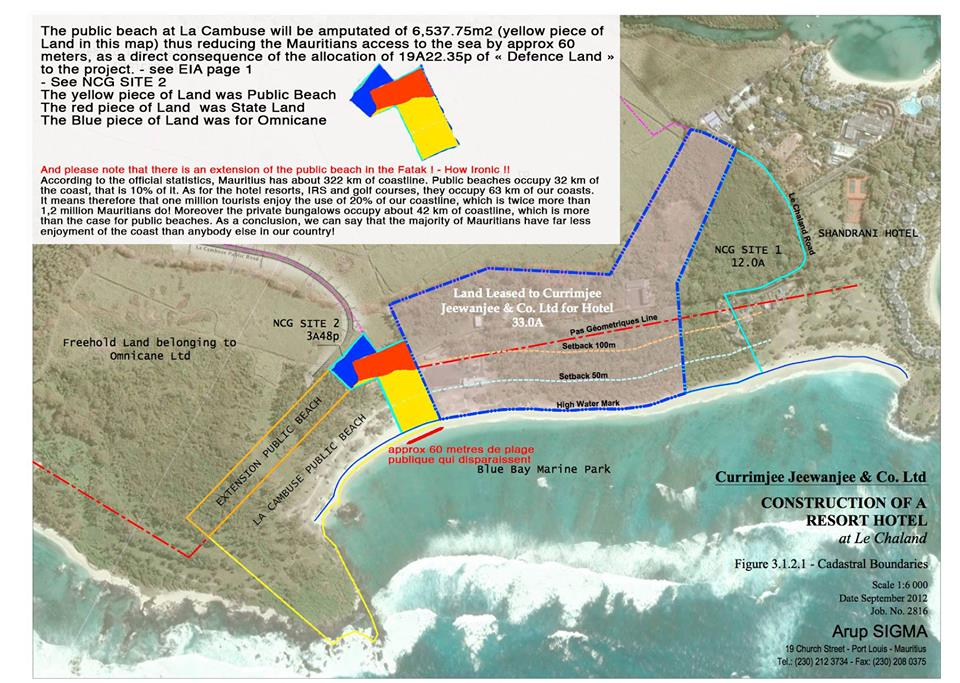 The public beach at La Cambuse will be amputated of 6,537.75m2 (yellow piece of
Land in this map) thus reducing the Mauritians access to the sea by approx 60
meters, as a direct consequence of the allocation of 19A22.35p of « Defence Land »
to the project. - see EIA page 1
- See NCG SITE 2
The yellow piece of Land was Public Beach
The red piece of Land was State Land
The Blue piece of Land was for Omnicane
And please note that there is an extension of the public beach in the Fatak ! - How Ironic !!
According to the official statistics, Mauritius has about 322 km of coastline. Public beaches occupy 32 km of
the coast, that is 10% of it. As for the hotel resorts, IRS and golf courses, they occupy 63 km of our coasts.
It means therefore that one million tourists enjoy the use of 20% of our coastline, which is twice more than
1,2 million Mauritians do! Moreover the private bungalows occupy about 42 km of coastline, which is more
than the case for public beaches. As a conclusion, we can say that the majority of Mauritians have far less
enjoyment of the coast than anybody else in our country!
La Cambuse Public Road
Le Chaland Road
SHANDRANI HOTEL
NCG SITE 1
12.0A
Land Leased to Currimjee
Jeewanjee & Co. Ltd for Hotel
33.0A
Pas Géometriques Line
Setback 100m
NCG SITE 2
3A48p
Freehold Land belonging to
Omnicane Ltd
Setback 50m
High Water Mark
EXTENSION PUBLIC BEACH
LA CAMBUSE PUBLIC BEACH
approx 60 metres de plage
publique qui disparaissent
Blue Bay Marine Park
Currimjee Jeewanjee & Co. Ltd
CONSTRUCTION OF A
RESORT HOTEL
at Le Chaland
Figure 3.1.2.1 - Cadastral Boundaries
Scale 1:6 000
Date September 2012
Job. No. 2816
Arup SIGMA
19 Church Street - Port Louis - Mauritius
Tel.: (230) 212 3734 - Fax: (230) 208 0375